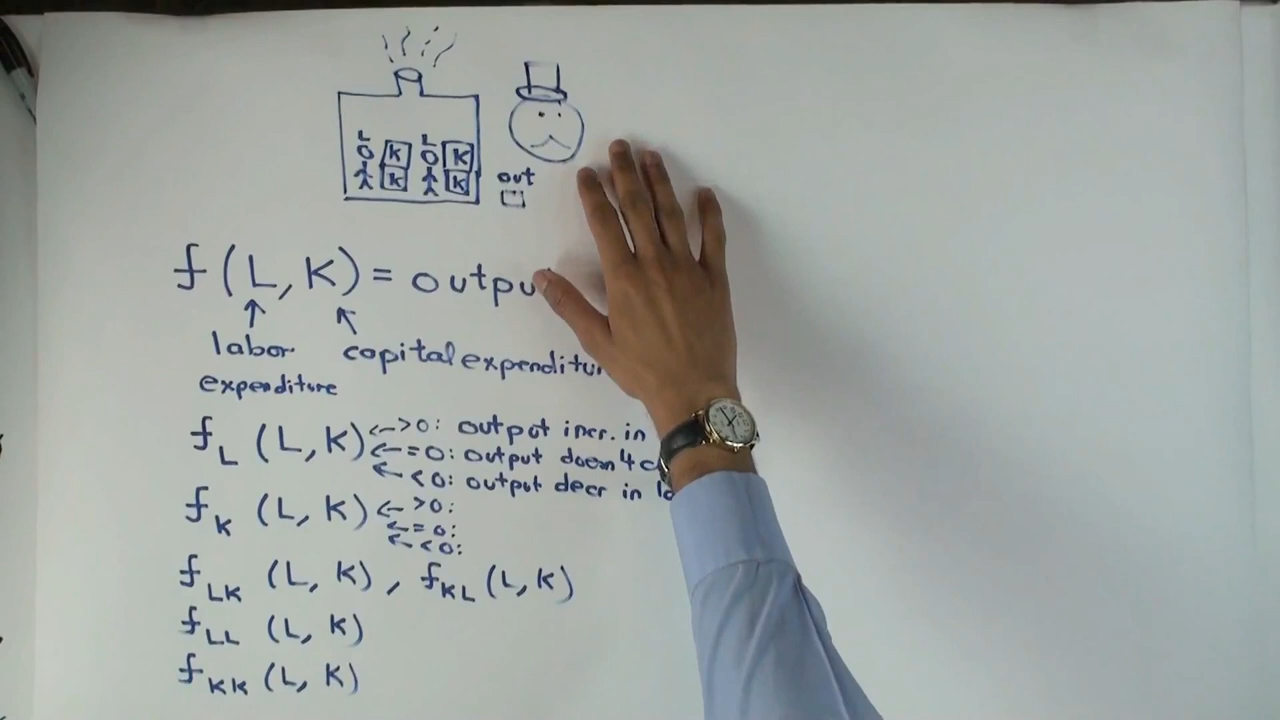 L L
K K
K K
out
f (L, K) = outpu
labor capital expenditu
expenditure
f_L (L, K) <-- >0: output incr. in
<-- =0: output doesn't c
<-- <0: output decr in l
f_K (L, K) <-- >0:
<-- =0:
<-- <0:
f_LK (L, K), f_KL (L, K)
f_LL (L, K)
f_KK (L, K)